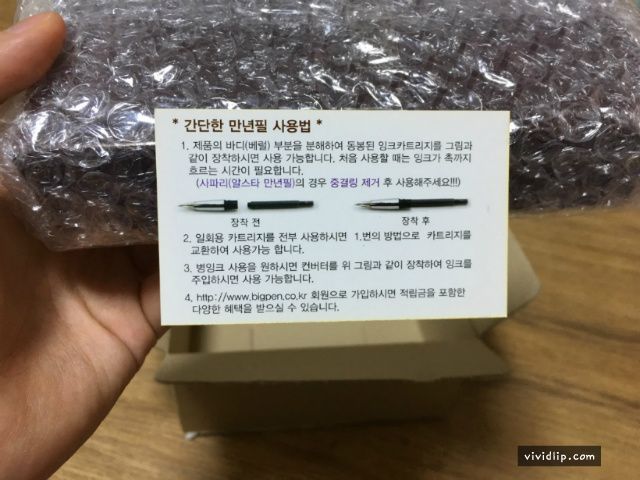 * 간단한 만년필 사용법 *
1. 제품의 바디(베럴) 부분을 분해하여 동봉된 잉크카트리지를 그림과
같이 장착하시면 사용 가능합니다. 처음 사용할 때는 잉크가 촉까지
흐르는 시간이 필요합니다.
(사파리(알스타 만년필)의 경우 중결링 제거 후 사용해주세요!!!)
장착 전 장착 후
2. 일회용 카트리지를 전부 사용하시면 1.번의 방법으로 카트리지를
교환하여 사용가능 합니다.
3. 병잉크 사용을 원하시면 컨버터를 위 그림과 같이 장착하여 잉크를
주입하시면 사용 가능합니다.
4. http://www.bigpen.co.kr 회원으로 가입하시면 적립금을 포함한
다양한 혜택을 받으실 수 있습니다.
vividlip.com